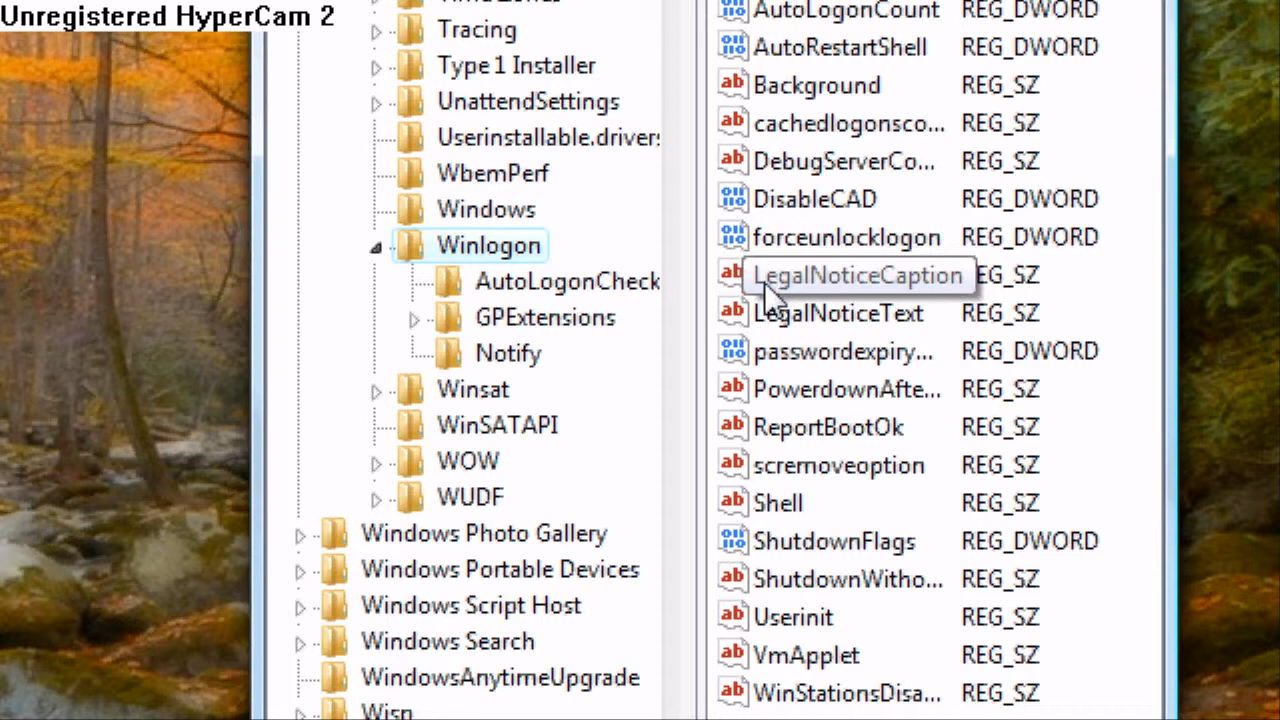 Unregistered HyperCam 2
Tracing
Type 1 Installer
UnattendSettings
Userinstallable.drivers
WbemPerf
Windows
Winlogon
AutoLogonCheck
GPExtensions
Notify
Winsat
WinSATAPI
WOW
WUDF
Windows Photo Gallery
Windows Portable Devices
Windows Script Host
Windows Search
WindowsAnytimeUpgrade
Wisp
AutoLogonCount REG_DWORD
AutoRestartShell REG_DWORD
Background REG_SZ
cachedlogonsco... REG_SZ
DebugServerCo... REG_SZ
DisableCAD REG_DWORD
forceunlocklogon REG_DWORD
LegalNoticeCaption EG_SZ
LegalNoticeText REG_SZ
passwordexpiry... REG_DWORD
PowerdownAfte... REG_SZ
ReportBootOk REG_SZ
scremoveoption REG_SZ
Shell REG_SZ
ShutdownFlags REG_DWORD
ShutdownWitho... REG_SZ
Userinit REG_SZ
VmApplet REG_SZ
WinStationsDisa... REG_SZ